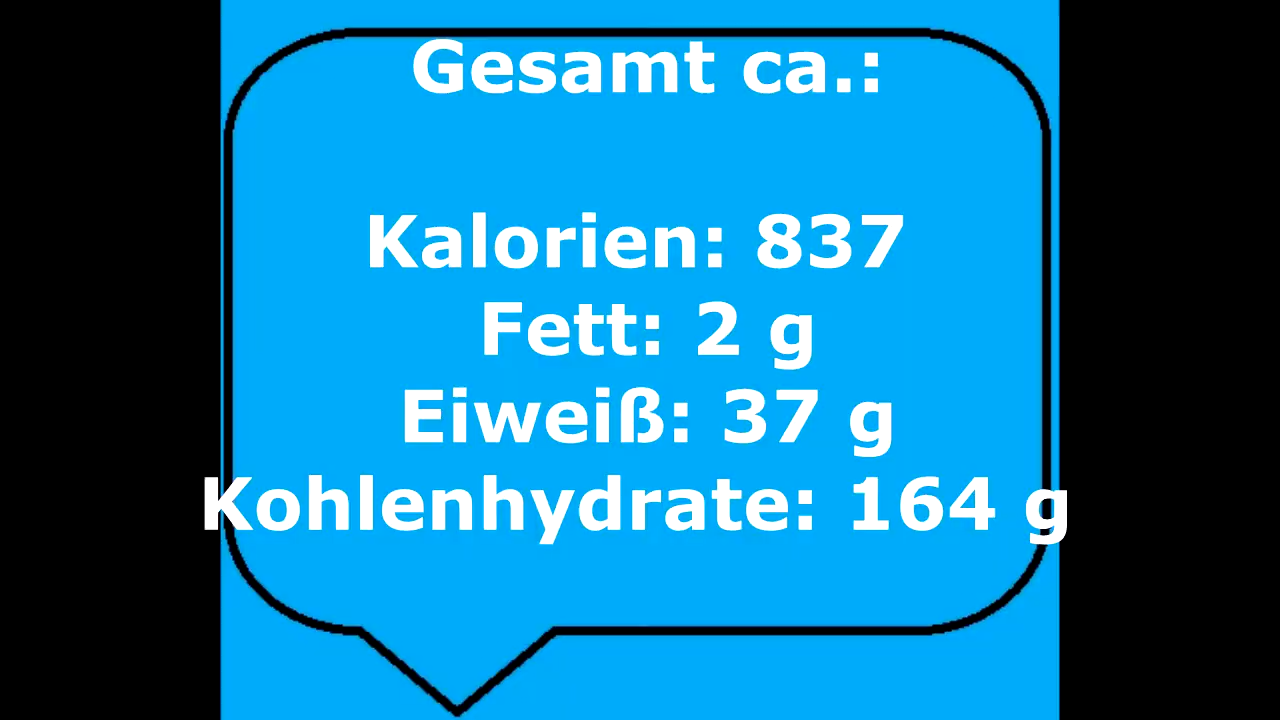 Gesamt ca.:
Kalorien: 837
Fett: 2 g
Eiweiß: 37 g
Kohlenhydrate: 164 g